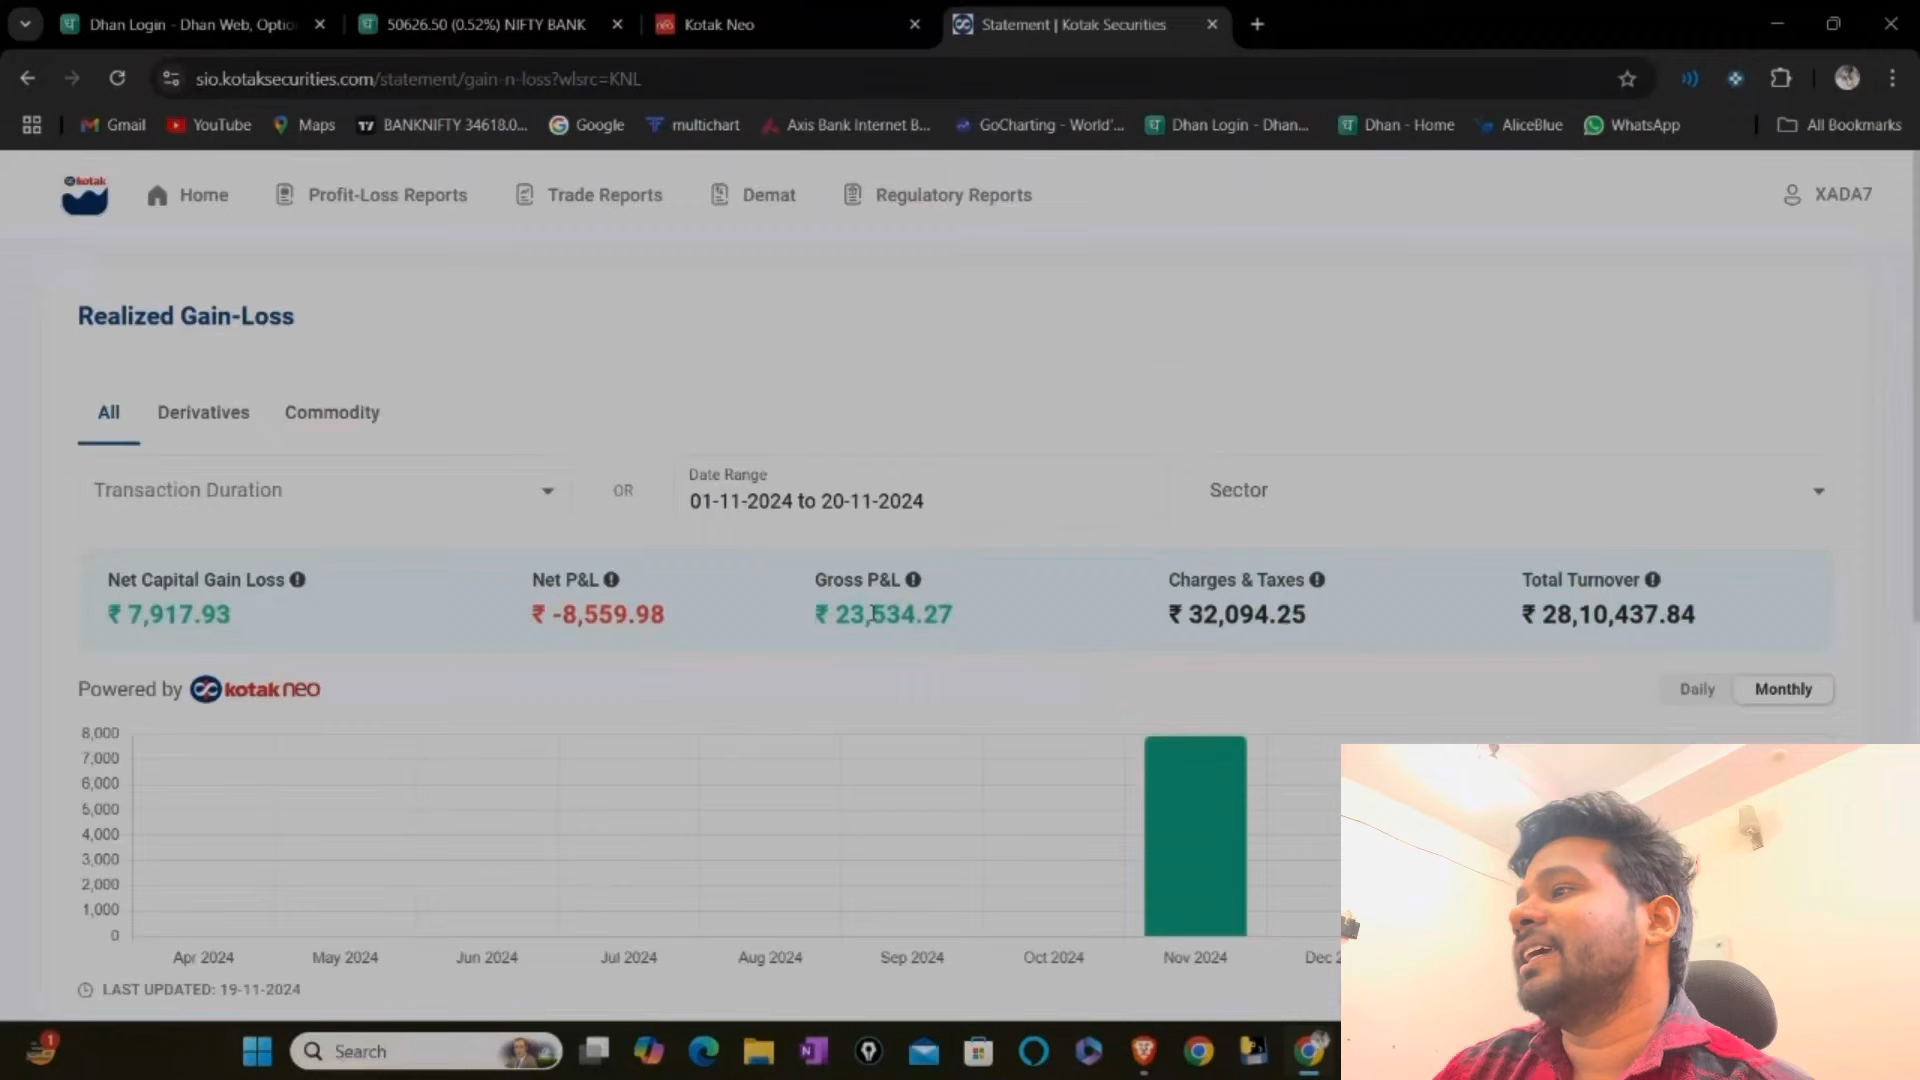 Dhan Login - Dhan Web, Optio
50626.50 (0.52%) NIFTY BANK
Kotak Neo
Statement | Kotak Securities
sio.kotaksecurities.com/statement/gain-n-loss?wlsrc=KNL
Gmail
YouTube
Maps
BANKNIFTY 34618.0...
Google
multichart
Axis Bank Internet B...
GoCharting - World'...
Dhan Login - Dhan...
Dhan - Home
AliceBlue
WhatsApp
All Bookmarks
kotak
Home
Profit-Loss Reports
Trade Reports
Demat
Regulatory Reports
XADA7
Realized Gain-Loss
All
Derivatives
Commodity
Transaction Duration
OR
Date Range
01-11-2024 to 20-11-2024
Sector
Net Capital Gain Loss
Net P&L
Gross P&L
Charges & Taxes
Total Turnover
₹ 7,917.93
₹ -8,559.98
₹ 23,534.27
₹ 32,094.25
₹ 28,10,437.84
Powered by kotak neo
Daily
Monthly
8,000
7,000
6,000
5,000
4,000
3,000
2,000
1,000
0
Apr 2024
May 2024
Jun 2024
Jul 2024
Aug 2024
Sep 2024
Oct 2024
Nov 2024
Dec 2
LAST UPDATED: 19-11-2024
1
Search